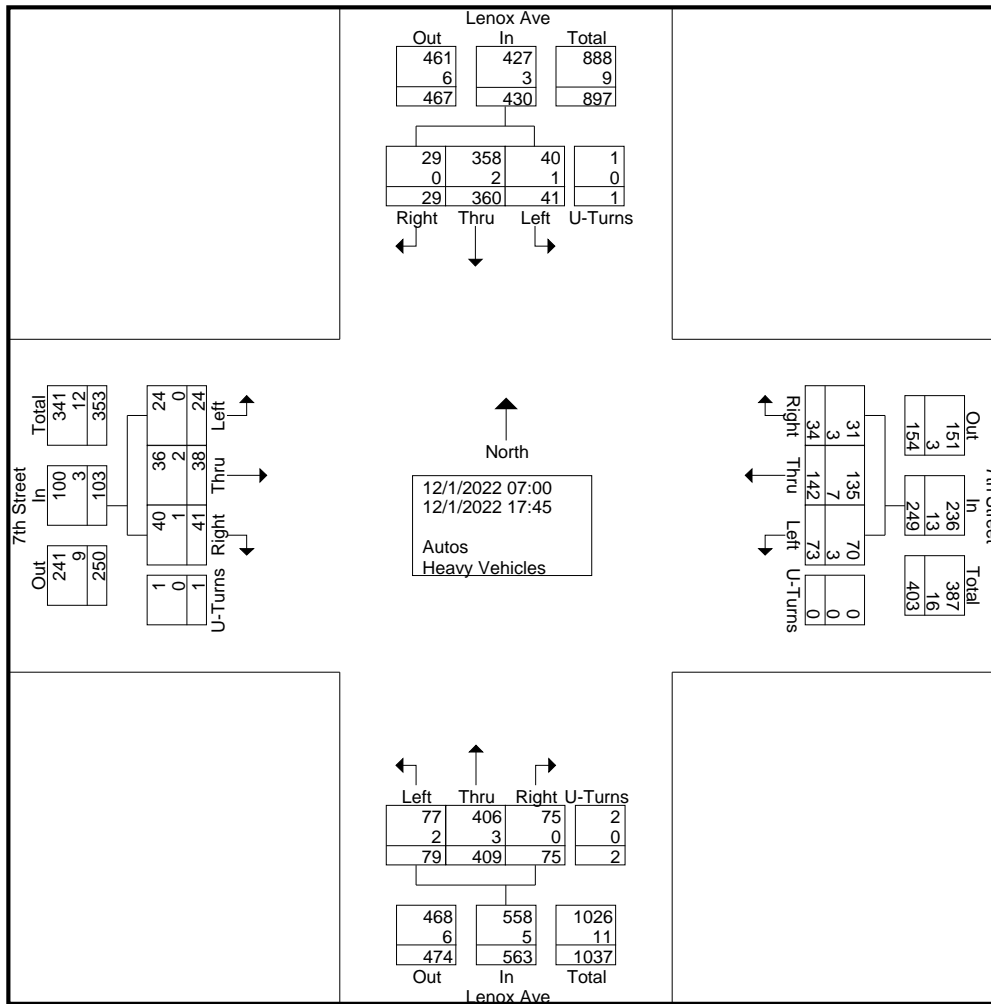 Lenox Ave
Out In Total
461 427 888
6 3 9
467 430 897
29 358 40 1
0 2 1 0
29 360 41 1
Right Thru Left U-Turns
7th Street
Total In Out
341 100 241
12 3 9
353 103 250
24 36 40 1
0 2 1 0
24 38 41 1
Left Thru Right U-Turns
North
12/1/2022 07:00
12/1/2022 17:45
Autos
Heavy Vehicles
Right Thru Left U-Turns
31 135 70 0
3 7 3 0
34 142 73 0
Out In Total
151 236 387
3 13 16
154 249 403
7th Street
Left Thru Right U-Turns
77 406 75 2
2 3 0 0
79 409 75 2
468 558 1026
6 5 11
474 563 1037
Out In Total
Lenox Ave